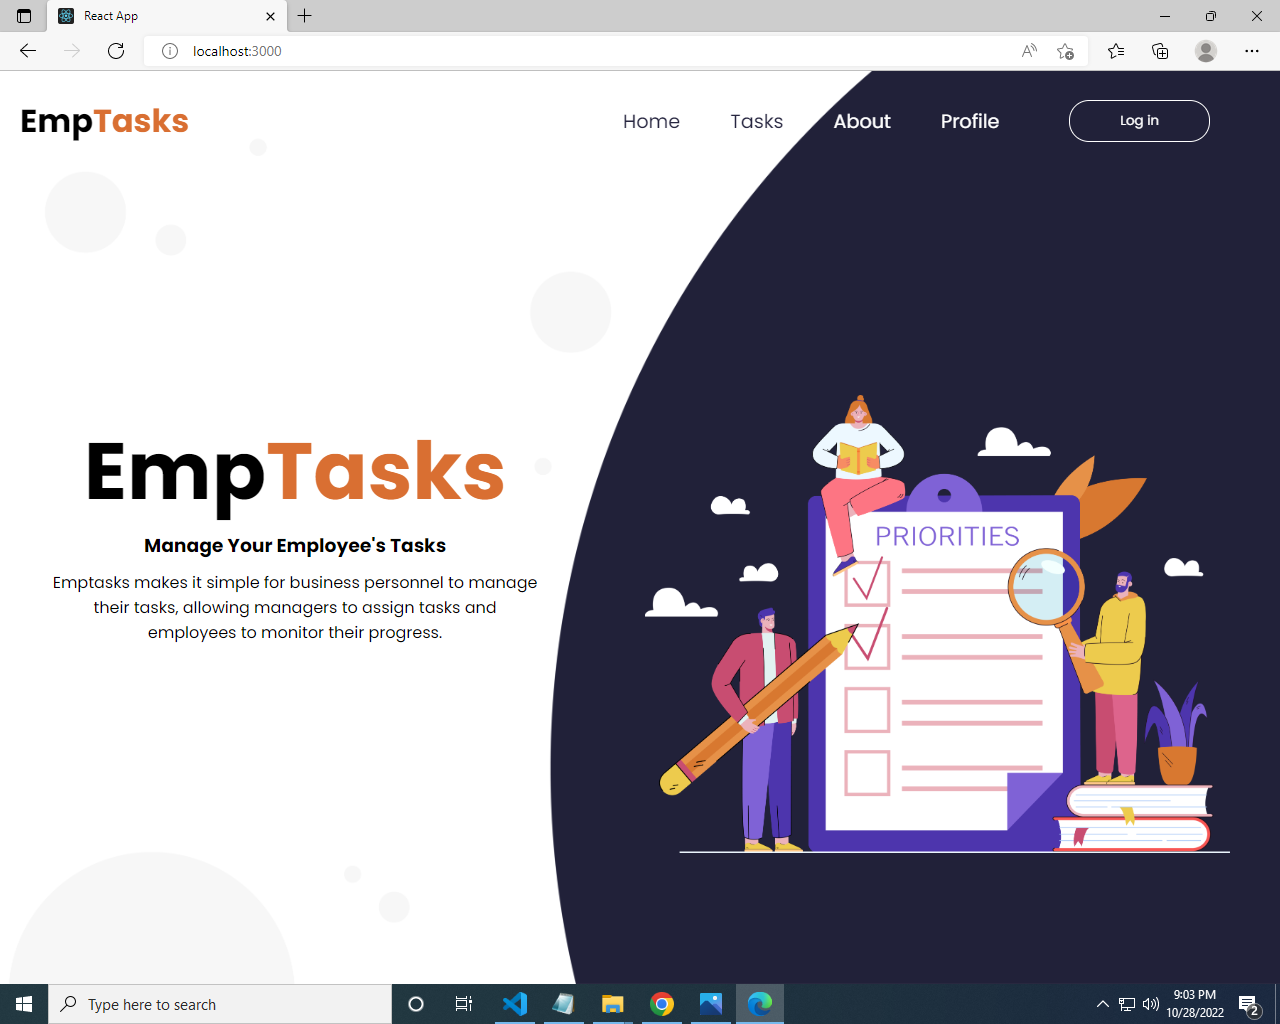 React App
localhost:3000
EmpTasks
Home Tasks About Profile Log in
EmpTasks
Manage Your Employee's Tasks
Emptasks makes it simple for business personnel to manage
their tasks, allowing managers to assign tasks and
employees to monitor their progress.
PRIORITIES
Type here to search
9:03 PM
10/28/2022
2